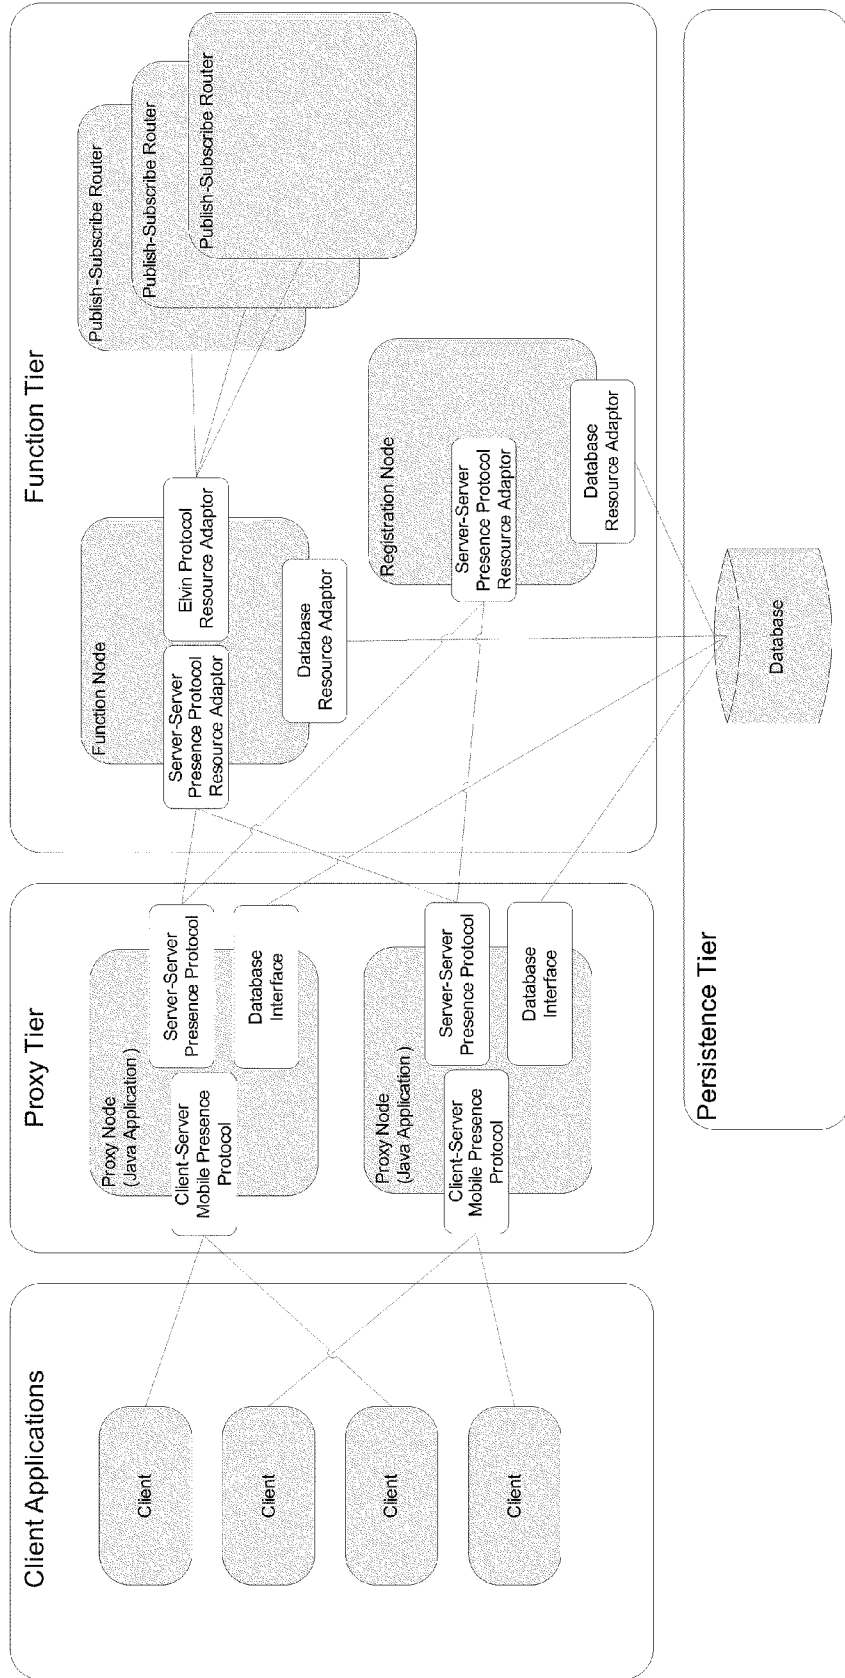 Client Applications
Client
Client
Client
Client
Proxy Tier
Proxy Node
(Java Application )
Client-Server
Mobile Presence
Protocol
Server-Server
Presence Protocol
Database
Interface
Proxy Node
(Java Application )
Client-Server
Mobile Presence
Protocol
Server-Server
Presence Protocol
Database
Interface
Function Tier
Function Node
Server-Server
Presence Protocol
Resource Adaptor
Elvin Protocol
Resource Adaptor
Database
Resource Adaptor
Publish-Subscribe Router
Publish-Subscribe Router
Publish-Subscribe Router
Registration Node
Server-Server
Presence Protocol
Resource Adaptor
Database
Resource Adaptor
Persistence Tier
Database